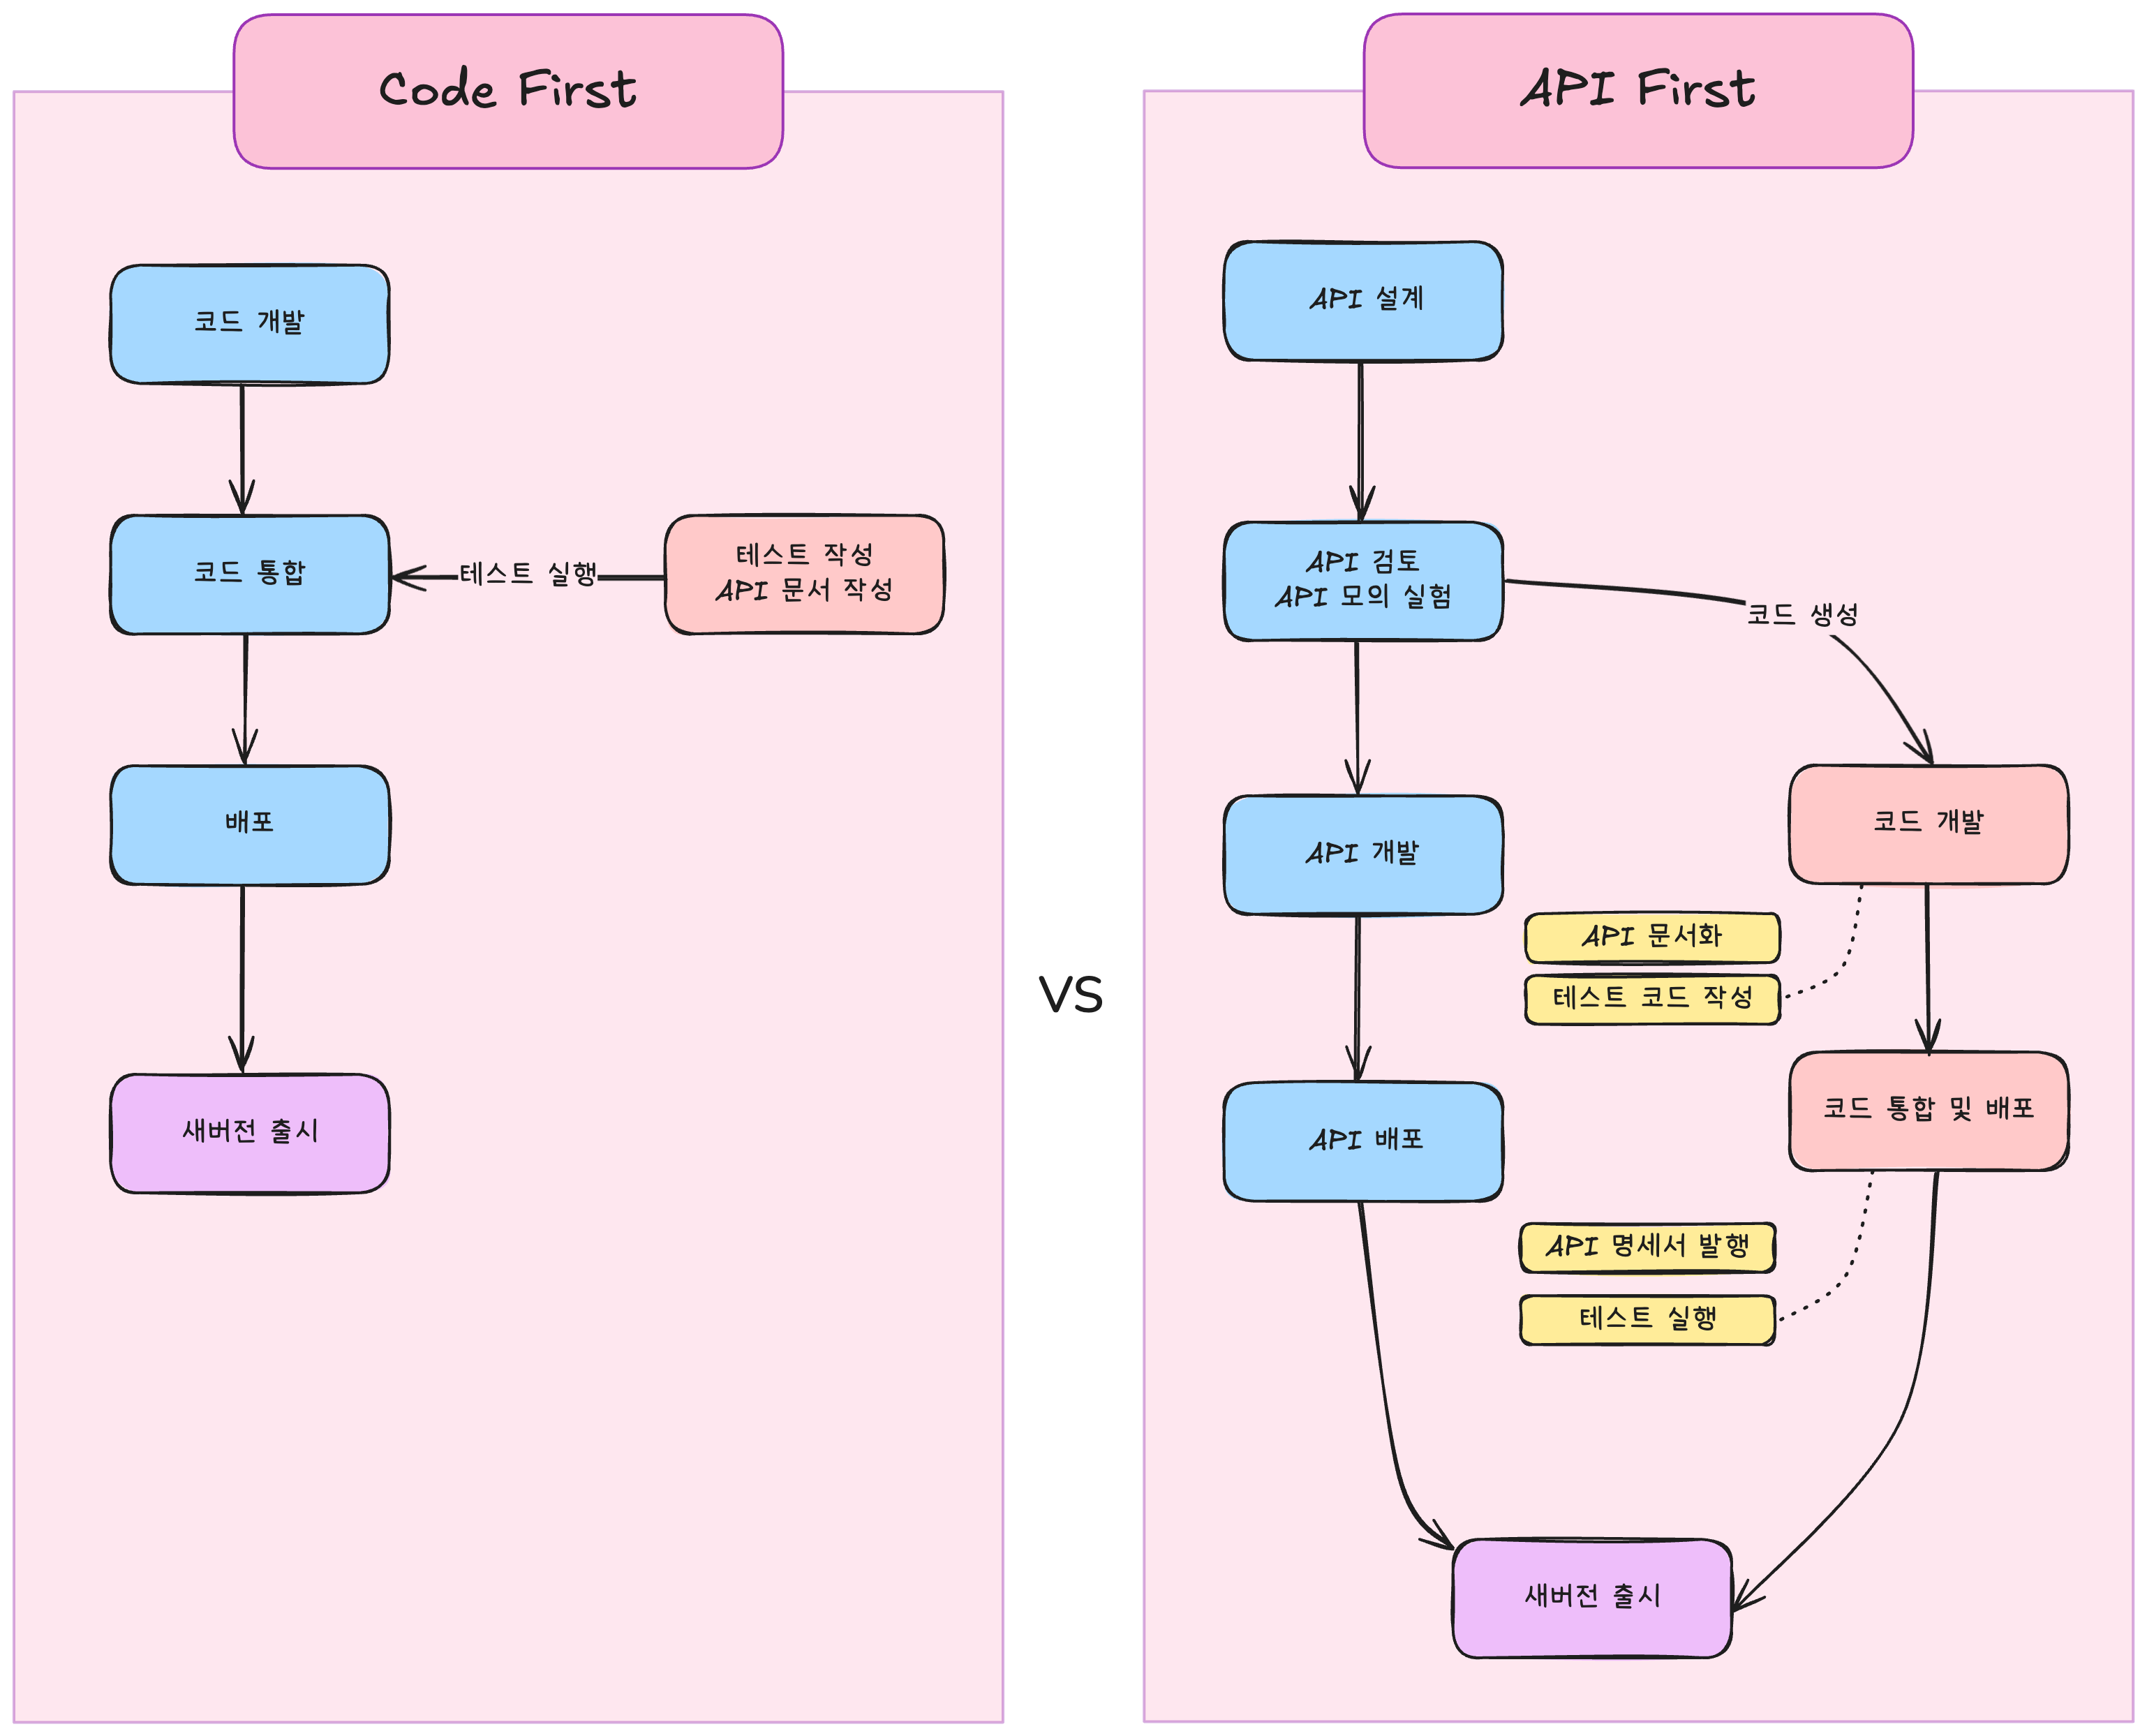 Code First
코드 개발
코드 통합
테스트 실행
테스트 작성
API 문서 작성
배포
새버전 출시
VS
API First
API 설계
API 검토
API 모의 실험
코드 생성
API 개발
코드 개발
API 문서화
테스트 코드 작성
API 배포
코드 통합 및 배포
API 명세서 발행
테스트 실행
새버전 출시